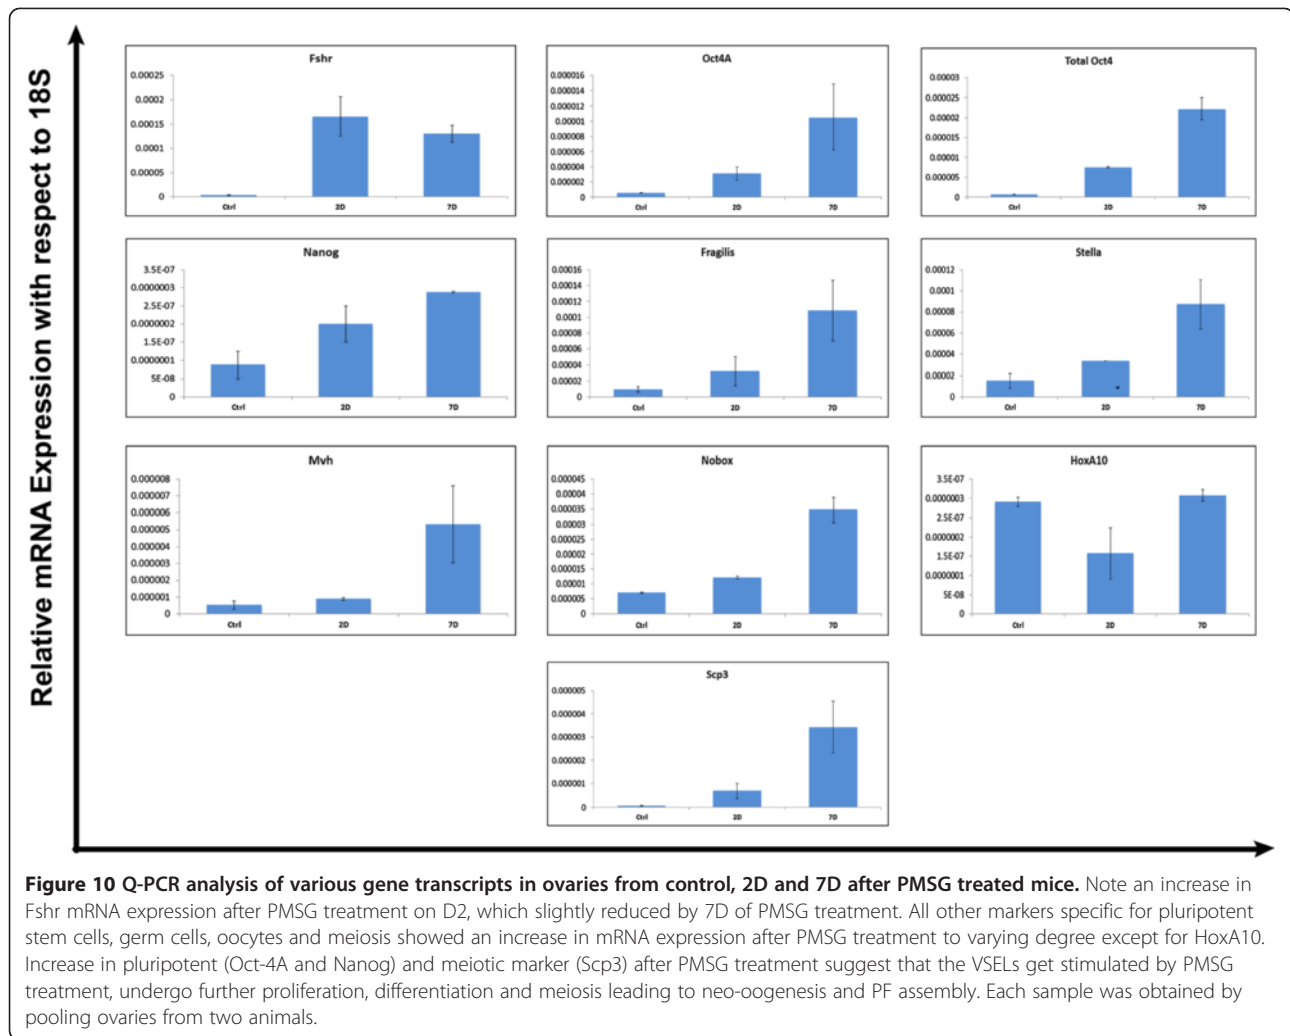 Relative mRNA Expression with respect to 18S
Fshr
0.00025
0.0002
0.00015
0.0001
0.00005
0
Ctrl 2D 7D
Oct4A
0.000016
0.000014
0.000012
0.00001
0.000008
0.000006
0.000004
0.000002
0
Ctrl 2D 7D
Total Oct4
0.00003
0.000025
0.00002
0.000015
0.00001
0.000005
0
Ctrl 2D 7D
Nanog
3.5E-07
0.0000003
2.5E-07
0.0000002
1.5E-07
0.0000001
5E-08
0
Ctrl 2D 7D
Fragilis
0.00016
0.00014
0.00012
0.0001
0.00008
0.00006
0.00004
0.00002
0
Ctrl 2D 7D
Stella
0.00012
0.0001
0.00008
0.00006
0.00004
0.00002
0
Ctrl 2D 7D
Mvh
0.000008
0.000007
0.000006
0.000005
0.000004
0.000003
0.000002
0.000001
0
Ctrl 2D 7D
Nobox
0.000045
0.00004
0.000035
0.00003
0.000025
0.00002
0.000015
0.00001
0.000005
0
Ctrl 2D 7D
HoxA10
3.5E-07
0.0000003
2.5E-07
0.0000002
1.5E-07
0.0000001
5E-08
0
Ctrl 2D 7D
Scp3
0.000005
0.000004
0.000003
0.000002
0.000001
0
Ctrl 2D 7D
Figure 10 Q-PCR analysis of various gene transcripts in ovaries from control, 2D and 7D after PMSG treated mice. Note an increase in
Fshr mRNA expression after PMSG treatment on D2, which slightly reduced by 7D of PMSG treatment. All other markers specific for pluripotent
stem cells, germ cells, oocytes and meiosis showed an increase in mRNA expression after PMSG treatment to varying degree except for HoxA10.
Increase in pluripotent (Oct-4A and Nanog) and meiotic marker (Scp3) after PMSG treatment suggest that the VSELs get stimulated by PMSG
treatment, undergo further proliferation, differentiation and meiosis leading to neo-oogenesis and PF assembly. Each sample was obtained by
pooling ovaries from two animals.